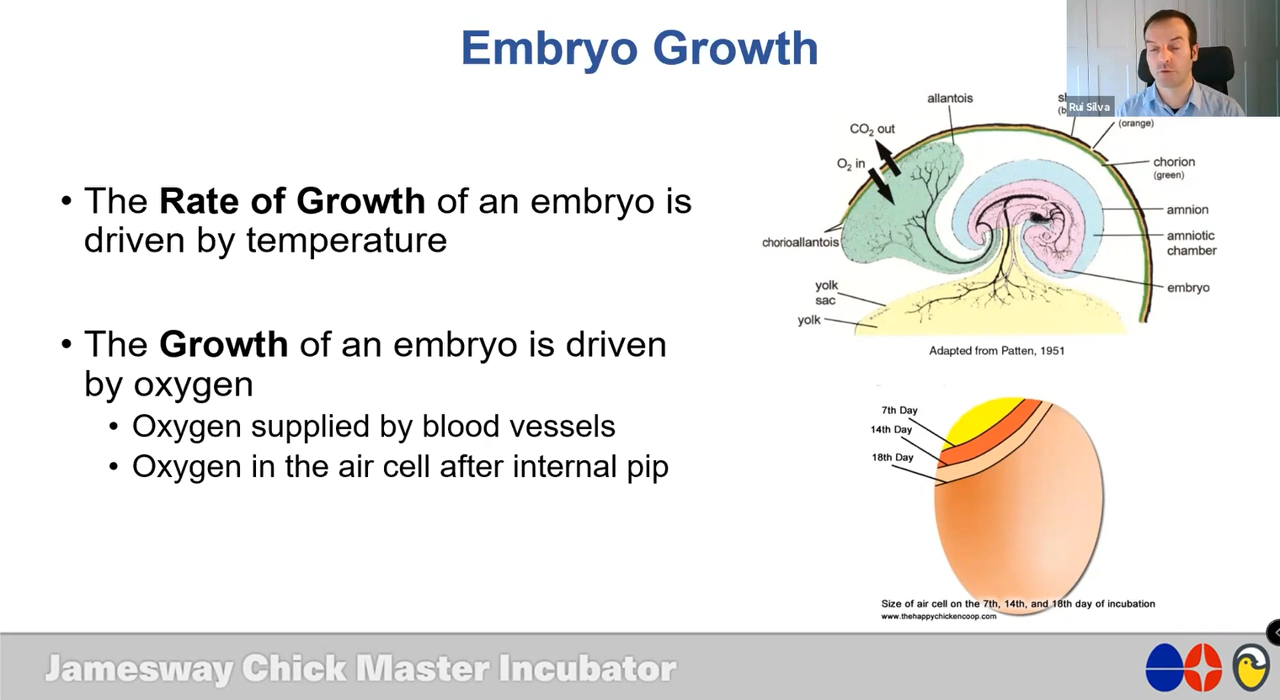 Embryo Growth
Rui Silva
• The Rate of Growth of an embryo is
driven by temperature
• The Growth of an embryo is driven
by oxygen
• Oxygen supplied by blood vessels
• Oxygen in the air cell after internal pip
allantois
CO2 out
O2 in
(orange)
chorion
(green)
amnion
amniotic
chamber
embryo
chorioallantois
yolk
sac
yolk
Adapted from Patten, 1951
7th Day
14th Day
18th Day
Size of air cell on the 7th, 14th, and 18th day of incubation
www.thehappychickencoop.com
Jamesway Chick Master Incubator